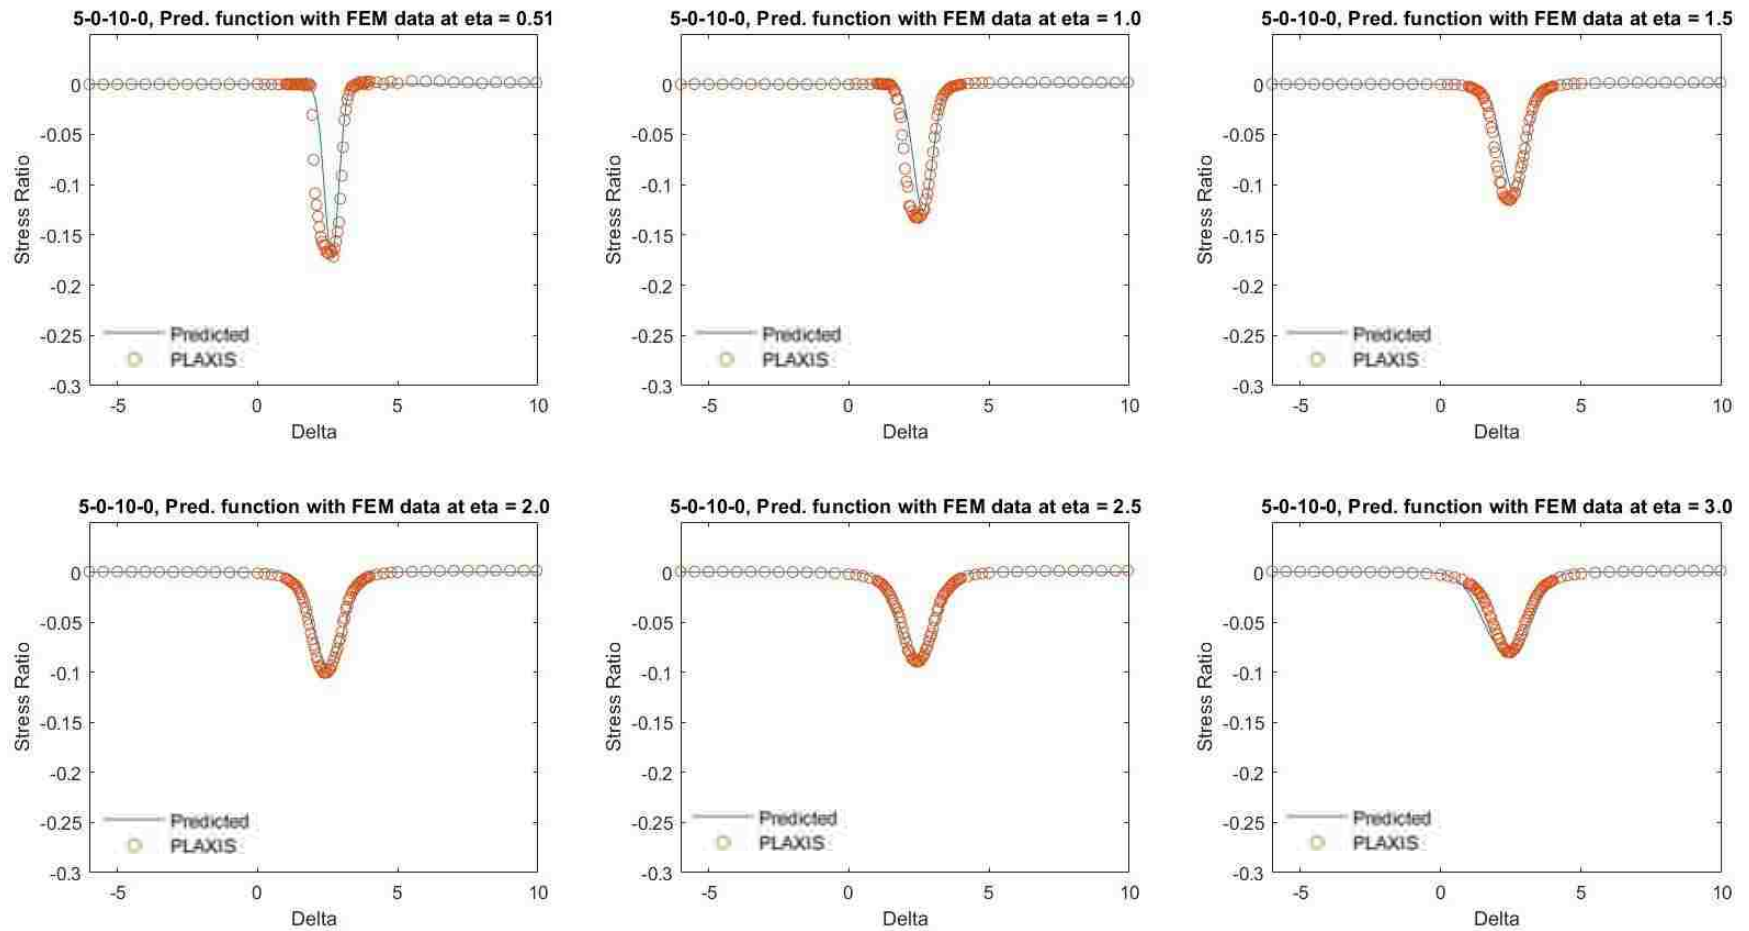 5-0-10-0, Pred. function with FEM data at eta = 0.51
0
-0.05
-0.1
-0.15
-0.2
-0.25
-0.3
Stress Ratio
Predicted
PLAXIS
-5 0 5 10
Delta
5-0-10-0, Pred. function with FEM data at eta = 1.0
0
-0.05
-0.1
-0.15
-0.2
-0.25
-0.3
Stress Ratio
Predicted
PLAXIS
-5 0 5 10
Delta
5-0-10-0, Pred. function with FEM data at eta = 1.5
0
-0.05
-0.1
-0.15
-0.2
-0.25
-0.3
Stress Ratio
Predicted
PLAXIS
-5 0 5 10
Delta
5-0-10-0, Pred. function with FEM data at eta = 2.0
0
-0.05
-0.1
-0.15
-0.2
-0.25
-0.3
Stress Ratio
Predicted
PLAXIS
-5 0 5 10
Delta
5-0-10-0, Pred. function with FEM data at eta = 2.5
0
-0.05
-0.1
-0.15
-0.2
-0.25
-0.3
Stress Ratio
Predicted
PLAXIS
-5 0 5 10
Delta
5-0-10-0, Pred. function with FEM data at eta = 3.0
0
-0.05
-0.1
-0.15
-0.2
-0.25
-0.3
Stress Ratio
Predicted
PLAXIS
-5 0 5 10
Delta